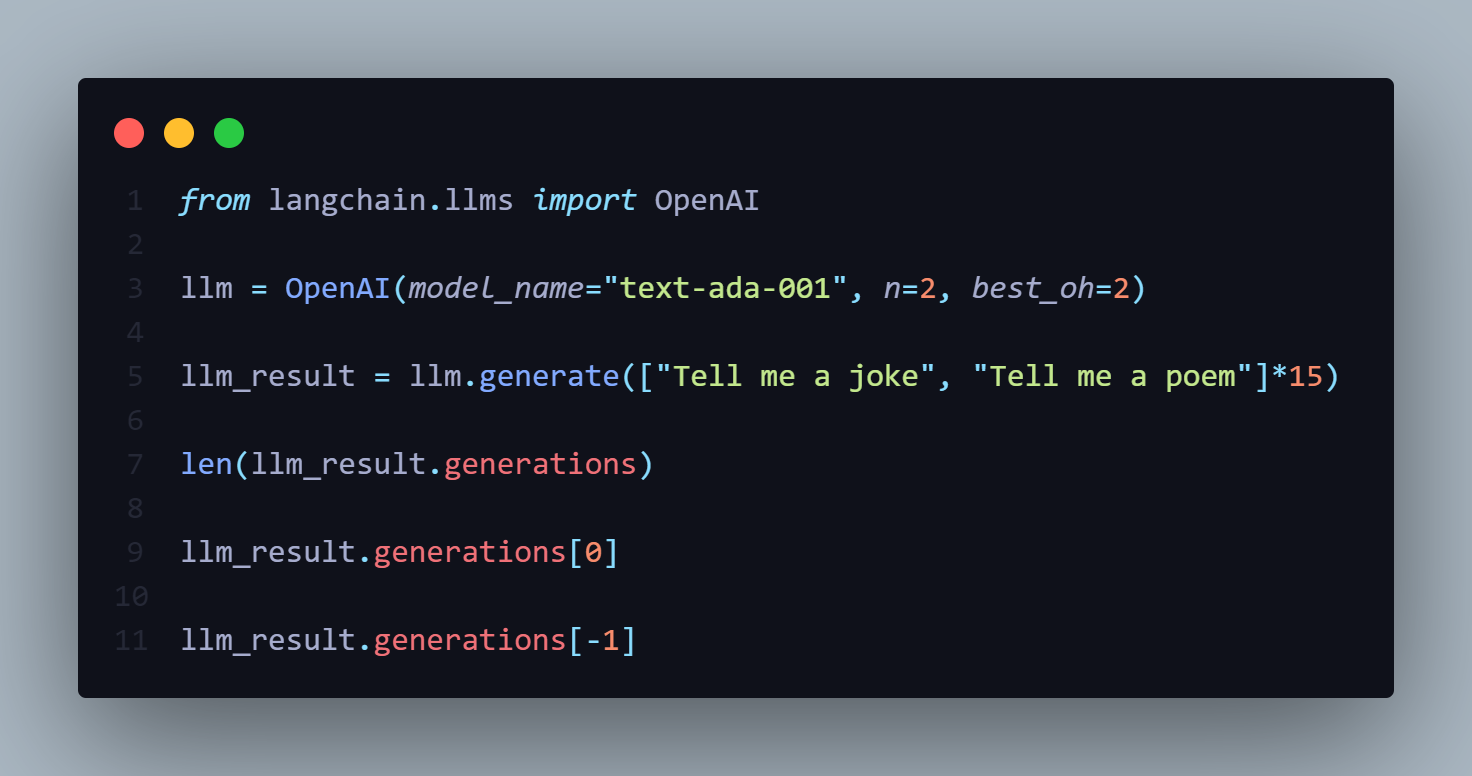 1 from langchain.llms import OpenAI
2
3 llm = OpenAI(model_name="text-ada-001", n=2, best_oh=2)
4
5 llm_result = llm.generate(["Tell me a joke", "Tell me a poem"]*15)
6
7 len(llm_result.generations)
8
9 llm_result.generations[0]
10
11 llm_result.generations[-1]